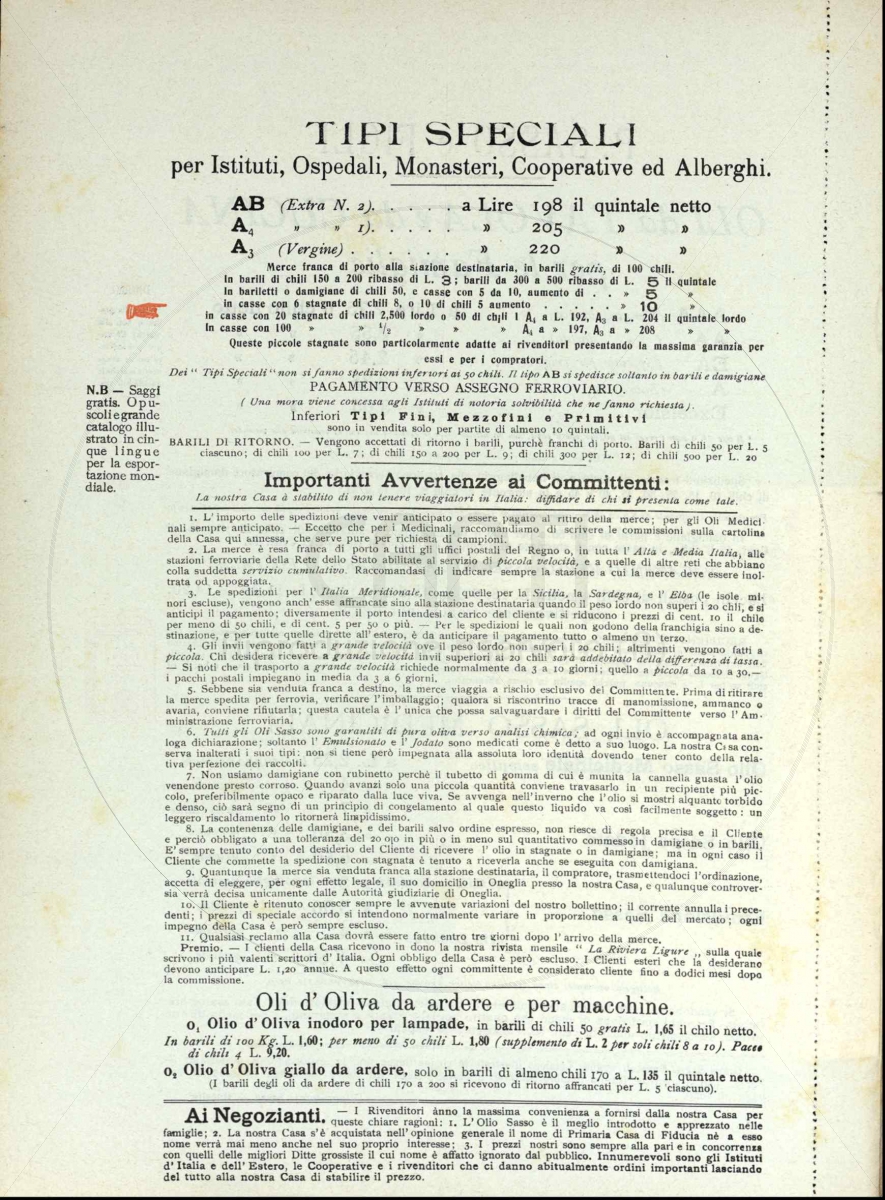 TIPI SPECIALI
per Istituti, Ospedali, Monasteri, Cooperative ed Alberghi.
AB (Extra N. 2). . . . . a Lire 198 il quintale netto
A4 „ „ 1). . . . . » 205 » »
A3 (Vergine) . . . . . . » 220 » »
Merce franca di porto alla stazione destinataria, in barili gratis, di 100 chili.
In barili di chili 150 a 200 ribasso di L. 3; barili da 300 a 500 ribasso di L. 5 il quintale
In bariletti o damigiane di chili 50, e casse con 5 da 10, aumento di . . » 5 »
in casse con 6 stagnate di chili 8, o 10 di chili 5 aumento . . . . . » 10 »
in casse con 20 stagnate di chili 2,500 lordo o 50 di chili 1 A4 a L. 192, A3 a L. 204 il quintale lordo
In casse con 100 » » 1/2 » » » A4 a » 197, A3 a » 208 » »
Queste piccole stagnate sono particolarmente adatte ai rivenditori presentando la massima garanzia per
essi e per i compratori.
Dei " Tipi Speciali " non si fanno spedizioni inferiori ai 50 chili. Il tipo AB si spedisce soltanto in barili e damigiane
PAGAMENTO VERSO ASSEGNO FERROVIARIO.
( Una mora viene concessa agli Istituti di notoria solvibilità che ne fanno richiesta).
Inferiori Tipi Fini, Mezzofini e Primitivi
sono in vendita solo per partite di almeno 10 quintali.
BARILI DI RITORNO. — Vengono accettati di ritorno i barili, purchè franchi di porto. Barili di chili 50 per L. 5
ciascuno; di chili 100 per L. 7; di chili 150 a 200 per L. 9; di chili 300 per L. 12; di chili 500 per L. 20
N.B — Saggi
gratis. Opu-
scoli e grande
catalogo illu-
strato in cin-
que lingue
per la espor-
tazione mon-
diale.
Importanti Avvertenze ai Committenti:
La nostra Casa à stabilito di non tenere viaggiatori in Italia: diffidare di chi si presenta come tale.
1. L' importo delle spedizioni deve venir anticipato o essere pagato al ritiro della merce; per gli Oli Medici-
nali sempre anticipato. — Eccetto che per i Medicinali, raccomandiamo di scrivere le commissioni sulla cartolina
della Casa qui annessa, che serve pure per richiesta di campioni.
2. La merce è resa franca di porto a tutti gli uffici postali del Regno o, in tutta l' Alta e Media Italia, alle
stazioni ferroviarie della Rete dello Stato abilitate al servizio di piccola velocità, e a quelle di altre reti che abbiano
colla suddetta servizio cumulativo. Raccomandasi di indicare sempre la stazione a cui la merce deve essere inol-
trata od appoggiata.
3. Le spedizioni per l' Italia Meridionale, come quelle per la Sicilia, la Sardegna, e l' Elba (le isole mi-
nori escluse), vengono anch' esse affrancate sino alla stazione destinataria quando il peso lordo non superi i 20 chili, e si
anticipi il pagamento; diversamente il porto intendesi a carico del cliente e si riducono i prezzi di cent. 10 il chilo
per meno di 50 chili, e di cent. 5 per 50 o più. — Per le spedizioni le quali non godono della franchigia sino a de-
stinazione, e per tutte quelle dirette all' estero, è da anticipare il pagamento tutto o almeno un terzo.
4. Gli invii vengono fatti a grande velocità ove il peso lordo non superi i 20 chili; altrimenti vengono fatti a
piccola. Chi desidera ricevere a grande velocità invii superiori ai 20 chili sarà addebitato della differenza di tassa.
— Si noti che il trasporto a grande velocità richiede normalmente da 3 a 10 giorni; quello a piccola da 10 a 30.—
i pacchi postali impiegano in media da 3 a 6 giorni.
5. Sebbene sia venduta franca a destino, la merce viaggia a rischio esclusivo del Committente. Prima di ritirare
la merce spedita per ferrovia, verificare l'imballaggio; qualora si riscontrino tracce di manomissione, ammanco o
avaria, conviene rifiutarla; questa cautela è l' unica che possa salvaguardare i diritti del Committente verso l' Am-
ministrazione ferroviaria.
6. Tutti gli Oli Sasso sono garantiti di pura oliva verso analisi chimica; ad ogni invio è accompagnata ana-
loga dichiarazione; soltanto l' Emulsionato e l' Jodato sono medicati come è detto a suo luogo. La nostra Casa con-
serva inalterati i suoi tipi: non si tiene però impegnata alla assoluta loro identità dovendo tener conto della rela-
tiva perfezione dei raccolti.
7. Non usiamo damigiane con rubinetto perchè il tubetto di gomma di cui è munita la cannella guasta l' olio
venendone presto corroso. Quando avanzi solo una piccola quantità conviene travasarlo in un recipiente più pic-
colo, preferibilmente opaco e riparato dalla luce viva. Se avvenga nell'inverno che l'olio si mostri alquanto torbido
e denso, ciò sarà segno di un principio di congelamento al quale questo liquido va così facilmente soggetto: un
leggero riscaldamento lo ritornerà limpidissimo.
8. La contenenza delle damigiane, e dei barili salvo ordine espresso, non riesce di regola precisa e il Cliente
e perciò obbligato a una tolleranza del 20 o|o in più o in meno sul quantitativo commesso in damigiane o in barili.
E' sempre tenuto conto del desiderio del Cliente di ricevere l' olio in stagnate o in damigiane; ma in ogni caso il
Cliente che commette la spedizione con stagnata è tenuto a riceverla anche se eseguita con damigiana.
9. Quantunque la merce sia venduta franca alla stazione destinataria, il compratore, trasmettendoci l'ordinazione,
accetta di eleggere, per ogni effetto legale, il suo domicilio in Oneglia presso la nostra Casa, e qualunque controver-
sia verrà decisa unicamente dalle Autorità giudiziarie di Oneglia.
10. Il Cliente è ritenuto conoscer sempre le avvenute variazioni del nostro bollettino; il corrente annulla i prece-
denti; i prezzi di speciale accordo si intendono normalmente variare in proporzione a quelli del mercato; ogni
impegno della Casa è però sempre escluso.
11. Qualsiasi reclamo alla Casa dovrà essere fatto entro tre giorni dopo l' arrivo della merce.
Premio. — I clienti della Casa ricevono in dono la nostra rivista mensile " La Riviera Ligure „ sulla quale
scrivono i più valenti scrittori d' Italia. Ogni obbligo della Casa è però escluso. I Clienti esteri che la desiderano
devono anticipare L. 1,20 annue. A questo effetto ogni committente è considerato cliente fino a dodici mesi dopo
la commissione.
Oli d' Oliva da ardere e per macchine.
O1 Olio d' Oliva inodoro per lampade, in barili di chili 50 gratis L. 1,65 il chilo netto.
In barili di 100 Kg. L. 1,60; per meno di 50 chili L. 1,80 (supplemento di L. 2 per soli chili 8 a 10). Pacco
di chili 4 L. 9,20.
O2 Olio d' Oliva giallo da ardere, solo in barili di almeno chili 170 a L. 135 il quintale netto.
(I barili degli oli da ardere di chili 170 a 200 si ricevono di ritorno affrancati per L. 5 ciascuno).
Ai Negozianti. — I Rivenditori ànno la massima convenienza a fornirsi dalla nostra Casa per
queste chiare ragioni: 1. L' Olio Sasso è il meglio introdotto e apprezzato nelle
famiglie; 2. La nostra Casa s'è acquistata nell' opinione generale il nome di Primaria Casa di Fiducia nè a esso
nome verrà mai meno anche nel suo proprio interesse; 3. I prezzi nostri sono sempre alla pari e in concorrenza
con quelli delle migliori Ditte grossiste il cui nome è affatto ignorato dal pubblico. Innumerevoli sono gli Istituti
d' Italia e dell' Estero, le Cooperative e i rivenditori che ci danno abitualmente ordini importanti lasciando
del tutto alla nostra Casa di stabilire il prezzo.